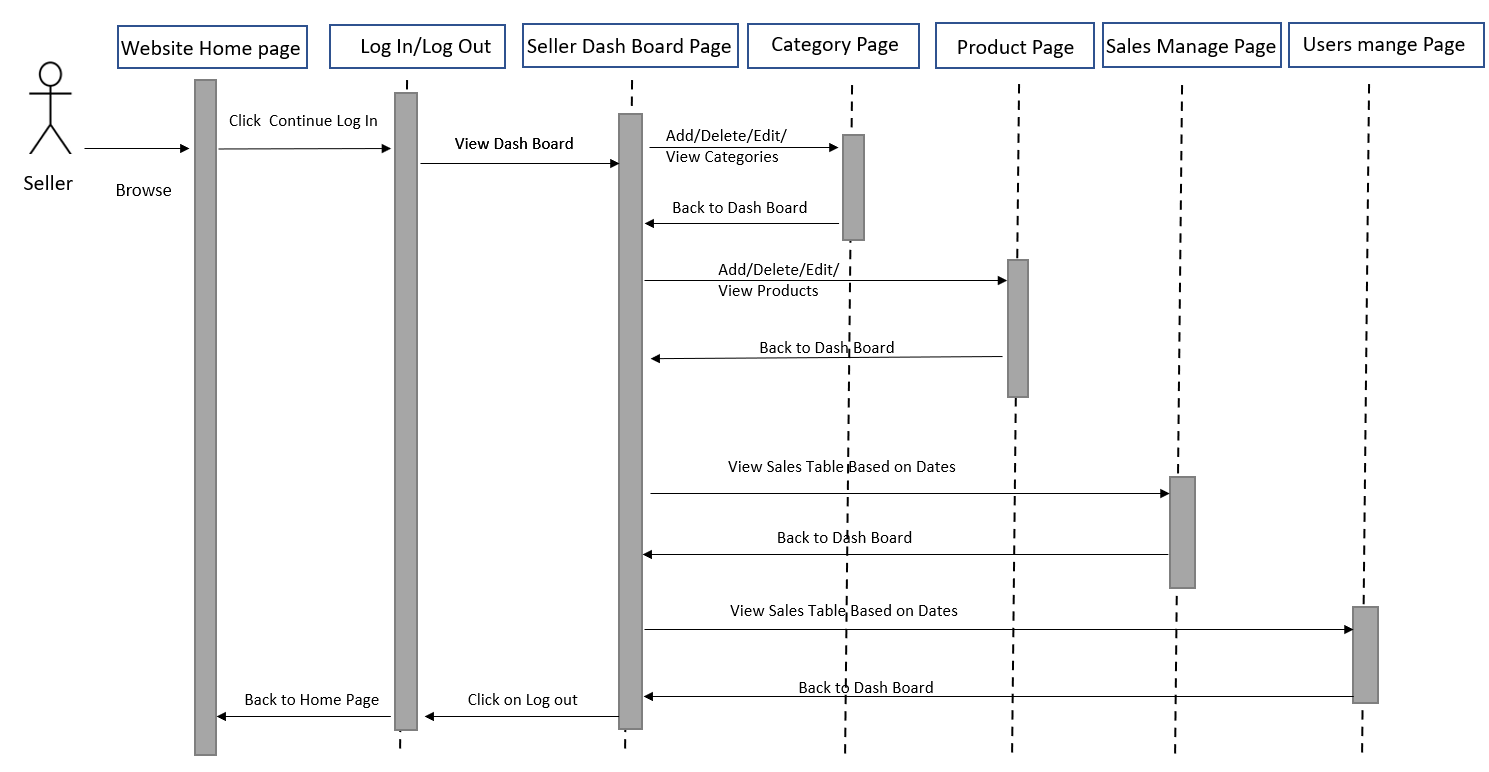 Website Home page
Log In/Log Out
Seller Dash Board Page
Category Page
Product Page
Sales Manage Page
Users mange Page
Seller
Browse
Click  Continue Log In
View Dash Board
Add/Delete/Edit/
View Categories
Back to Dash Board
Add/Delete/Edit/
View Products
Back to Dash Board
View Sales Table Based on Dates
Back to Dash Board
View Sales Table Based on Dates
Back to Dash Board
Click on Log out
Back to Home Page